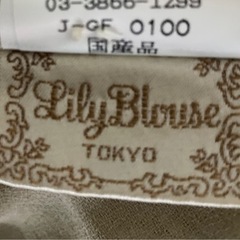 03-3866-1299
J-GF 0100
国産品
Lily Blouse
TOKYO